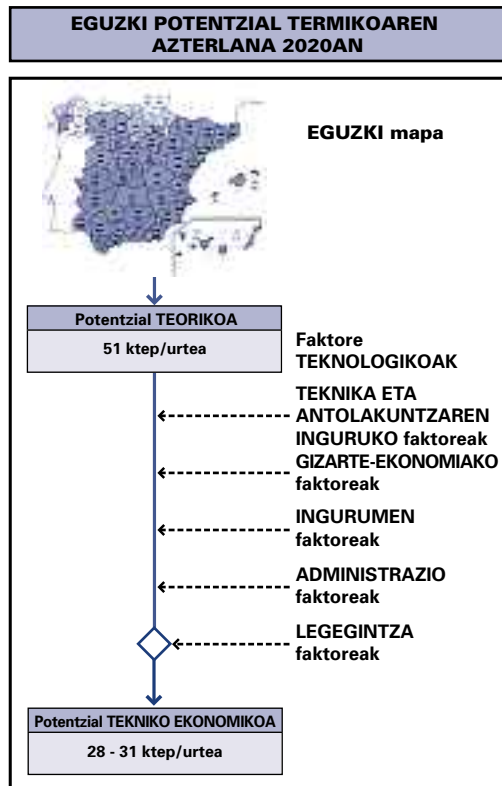 EGUZKI POTENTZIAL TERMIKOAREN
AZTERLANA 2020AN
EGUZKI mapa
Potentzial TEORIKOA
51 ktep/urtea
Faktore
TEKNOLOGIKOAK
TEKNIKA ETA
ANTOLAKUNTZAREN
INGURUKO faktoreak
GIZARTE-EKONOMIAKO
faktoreak
INGURUMEN
faktoreak
ADMINISTRAZIO
faktoreak
LEGEGINTZA
faktoreak
Potentzial TEKNIKO EKONOMIKOA
28 - 31 ktep/urtea